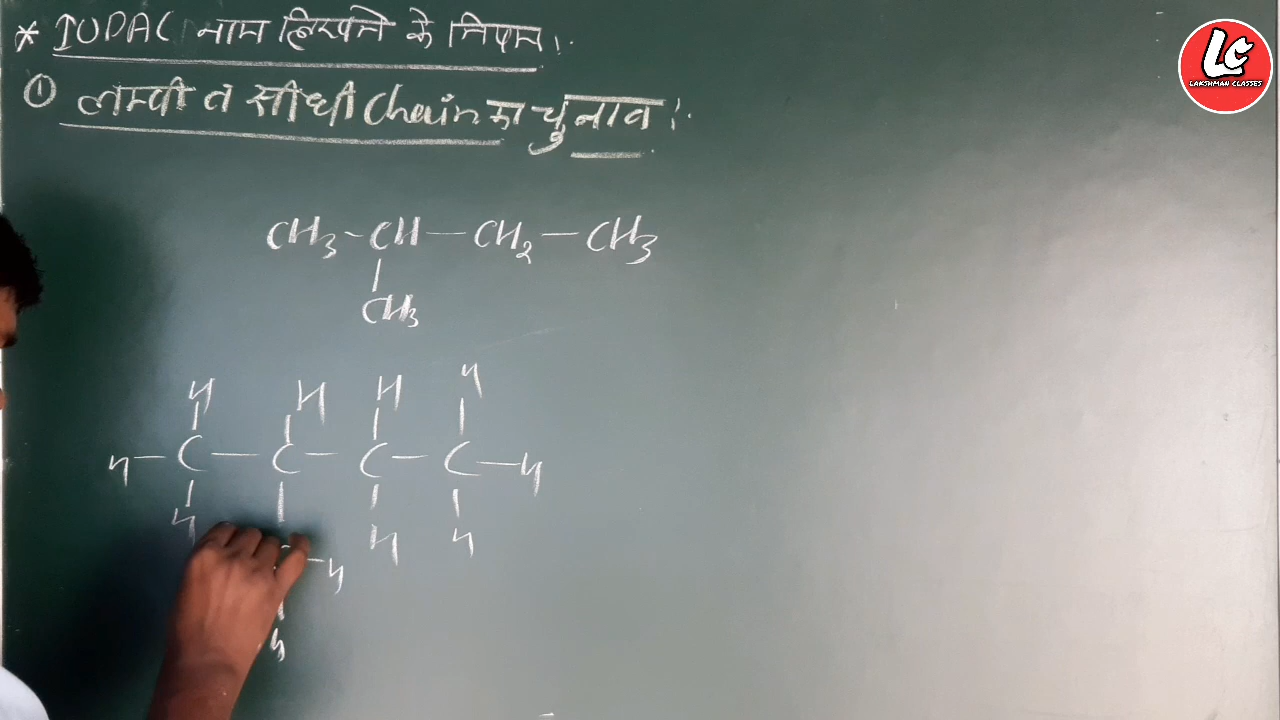 * IUPAC नाम लिखने के नियम।.
① लम्बी व सीधी Chain का चुनाव।.
CH3-CH-CH2-CH3
|
CH3
H H H H
| | | |
H-C-C-C-C-H
| | | |
H H H
-H
|
H
LC
LAKSHMAN CLASSES